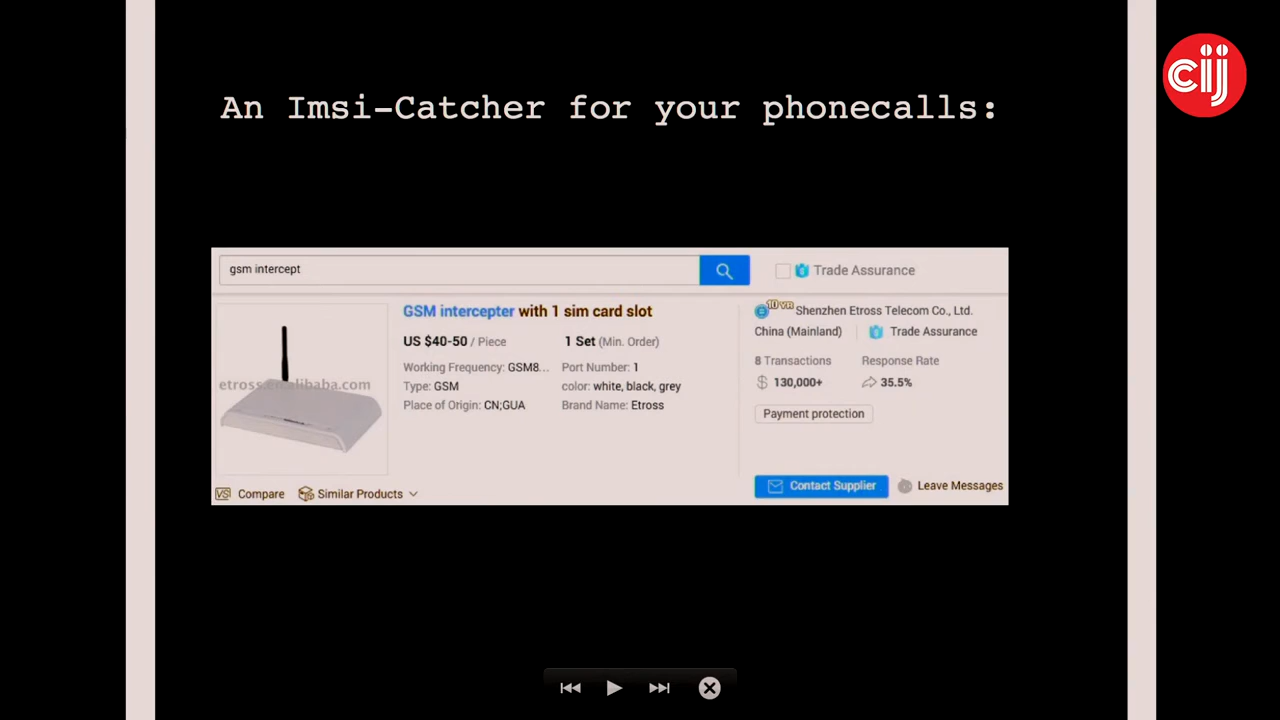 cij
An Imsi-Catcher for your phonecalls:
gsm intercept
Trade Assurance
GSM intercepter with 1 sim card slot
US $40-50 / Piece
1 Set (Min. Order)
Working Frequency: GSM8...
Port Number: 1
Type: GSM
color: white, black, grey
Place of Origin: CN;GUA
Brand Name: Etross
etross.en.alibaba.com
10 YR
Shenzhen Etross Telecom Co., Ltd.
China (Mainland)
Trade Assurance
8 Transactions
Response Rate
$ 130,000+
35.5%
Payment protection
VS Compare
Similar Products
Contact Supplier
Leave Messages